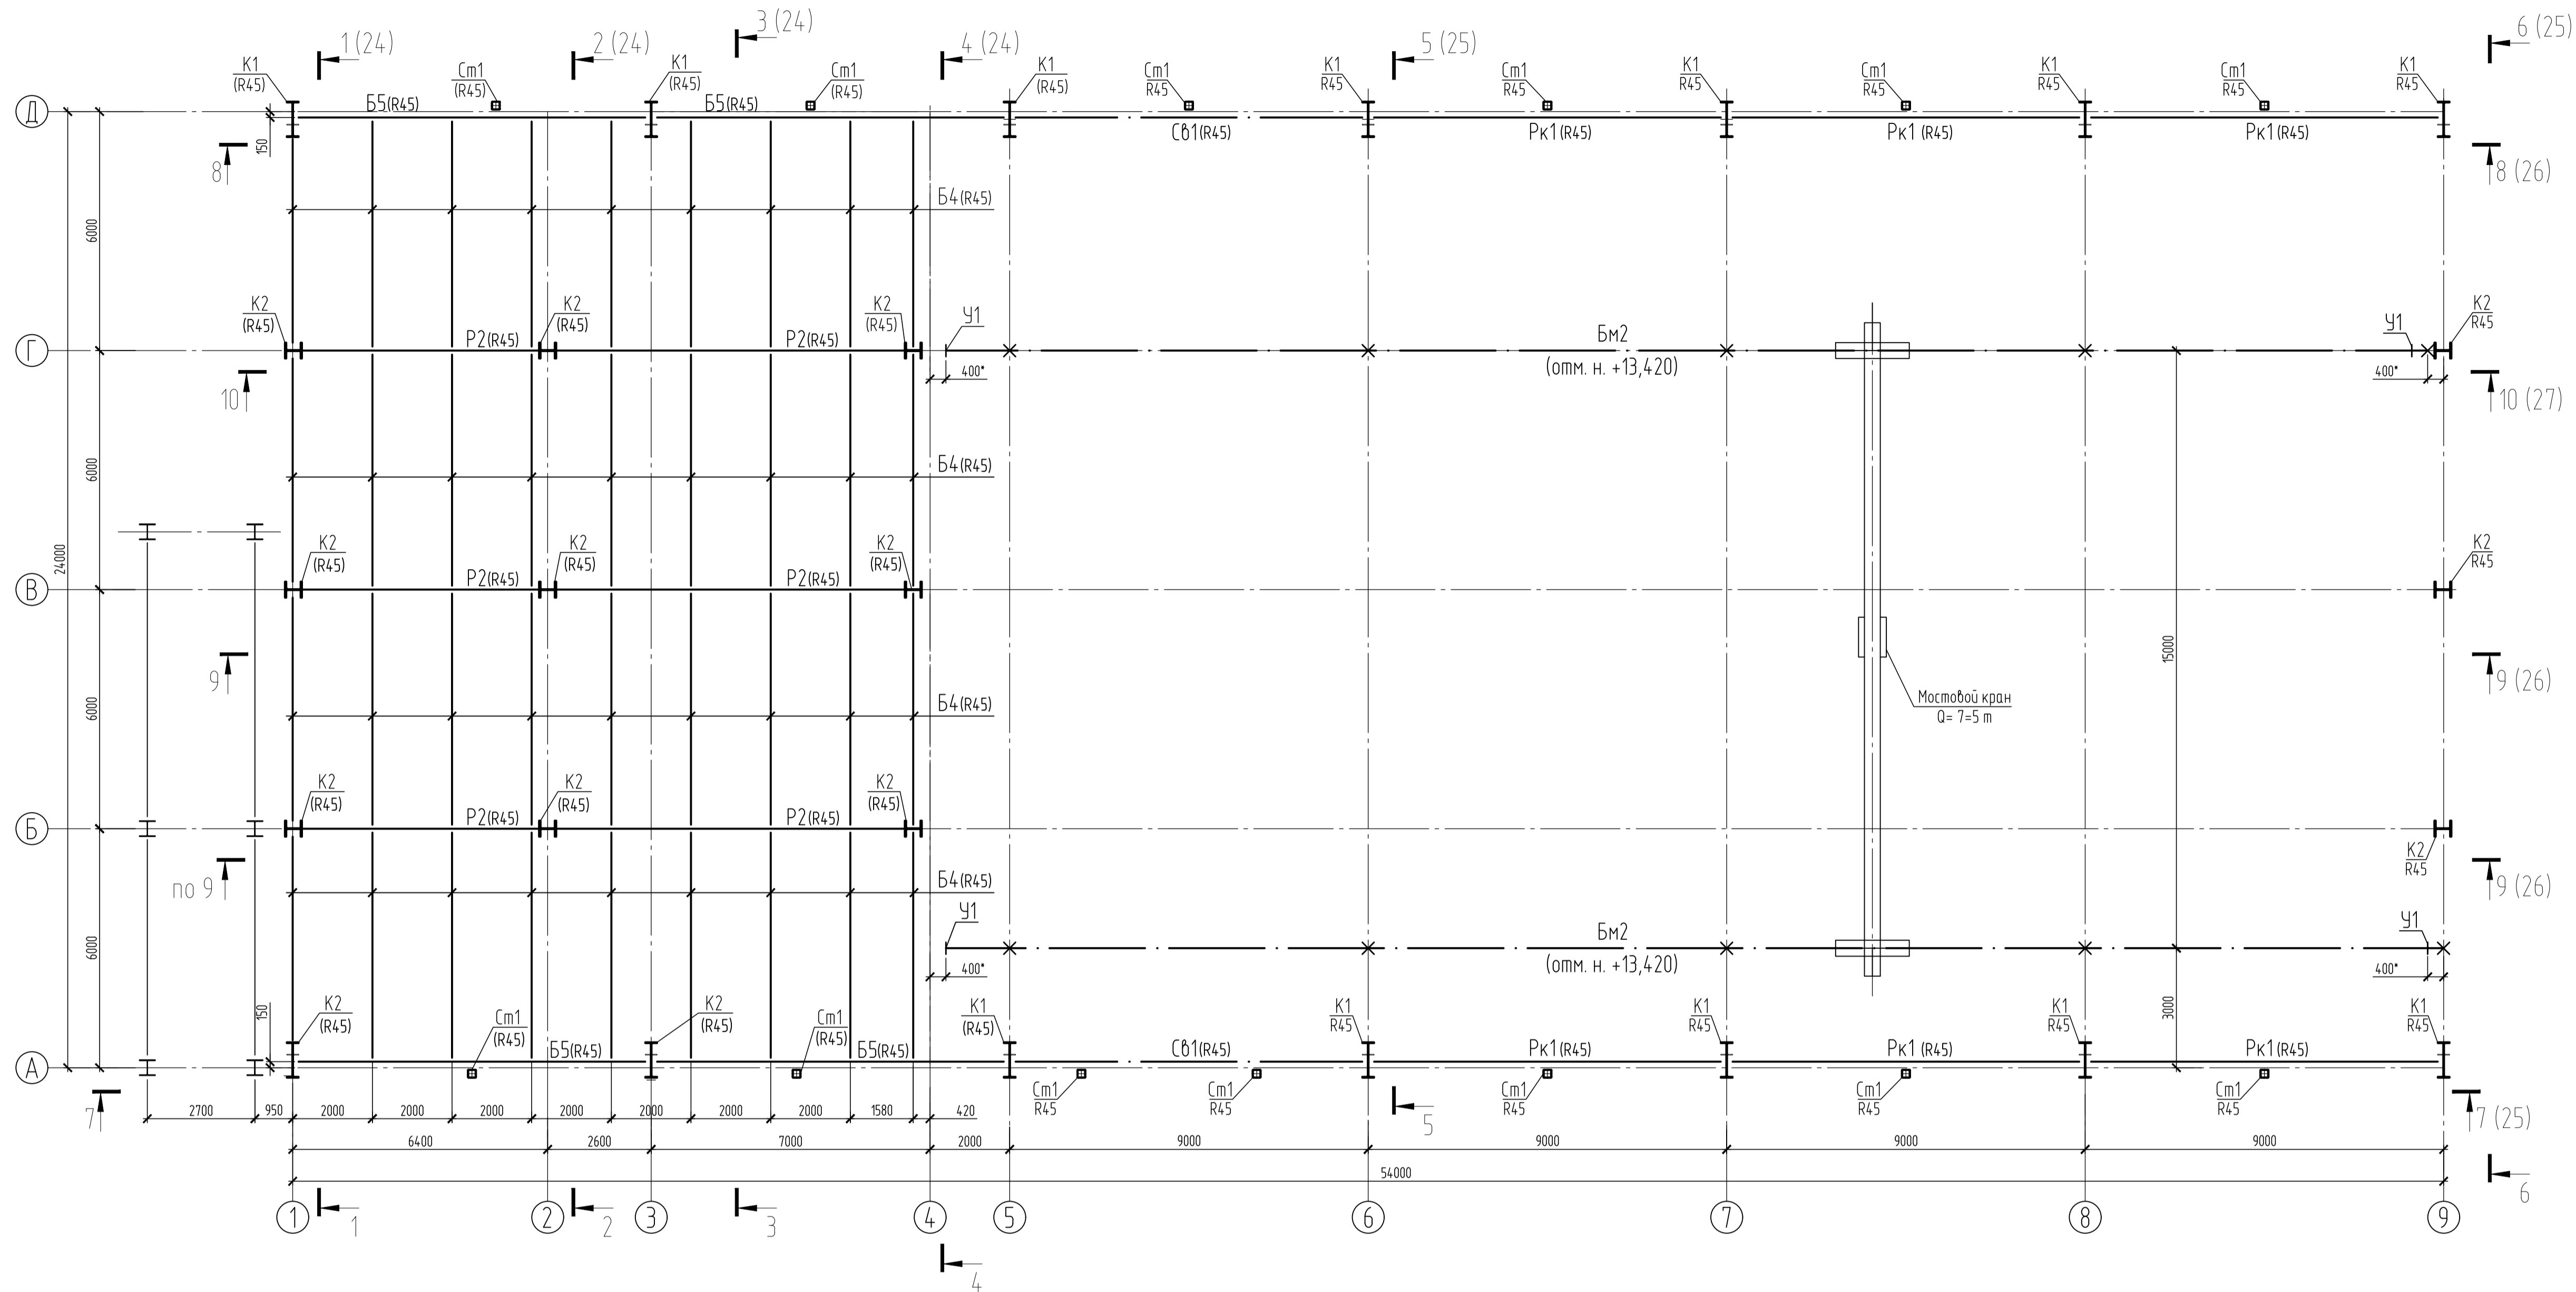 3 (24)
6 (25)
1 (24)
2 (24)
4 (24)
5 (25)
К1
(R45)
Ст1
(R45)
К1
(R45)
Ст1
(R45)
К1
(R45)
Ст1
R45
К1
R45
Ст1
R45
К1
R45
Ст1
R45
К1
R45
Ст1
R45
К1
R45
Д
Б5(R45)
Б5(R45)
Св1(R45)
Рк1 (R45)
Рк1 (R45)
Рк1 (R45)
150
8
8 (26)
Б4(R45)
6000
К2
(R45)
К2
(R45)
К2
(R45)
У1
Бм2
У1
К2
R45
Г
Р2(R45)
Р2(R45)
(отм. н. +13,420)
400*
400*
10
10 (27)
6000
Б4(R45)
24000
К2
(R45)
К2
(R45)
К2
(R45)
К2
R45
В
Р2(R45)
Р2(R45)
15000
9
9 (26)
Мостовой кран
Q= 7=5 т
6000
Б4(R45)
К2
(R45)
К2
(R45)
К2
(R45)
Б
Р2(R45)
Р2(R45)
К2
R45
по 9
9 (26)
Б4(R45)
У1
Бм2
У1
6000
(отм. н. +13,420)
400*
400*
150
К2
(R45)
Ст1
(R45)
К2
(R45)
Ст1
(R45)
К1
(R45)
К1
R45
К1
R45
К1
R45
К1
R45
3000
А
Б5(R45)
Б5(R45)
Св1(R45)
Рк1(R45)
Рк1 (R45)
Рк1(R45)
Ст1
R45
Ст1
R45
Ст1
R45
Ст1
R45
Ст1
R45
7
7 (25)
2700
950
2000
2000
2000
2000
2000
2000
2000
1580
420
5
6400
2600
7000
2000
9000
9000
9000
9000
54000
6
1
2
3
4
5
6
7
8
9
1
2
3
4